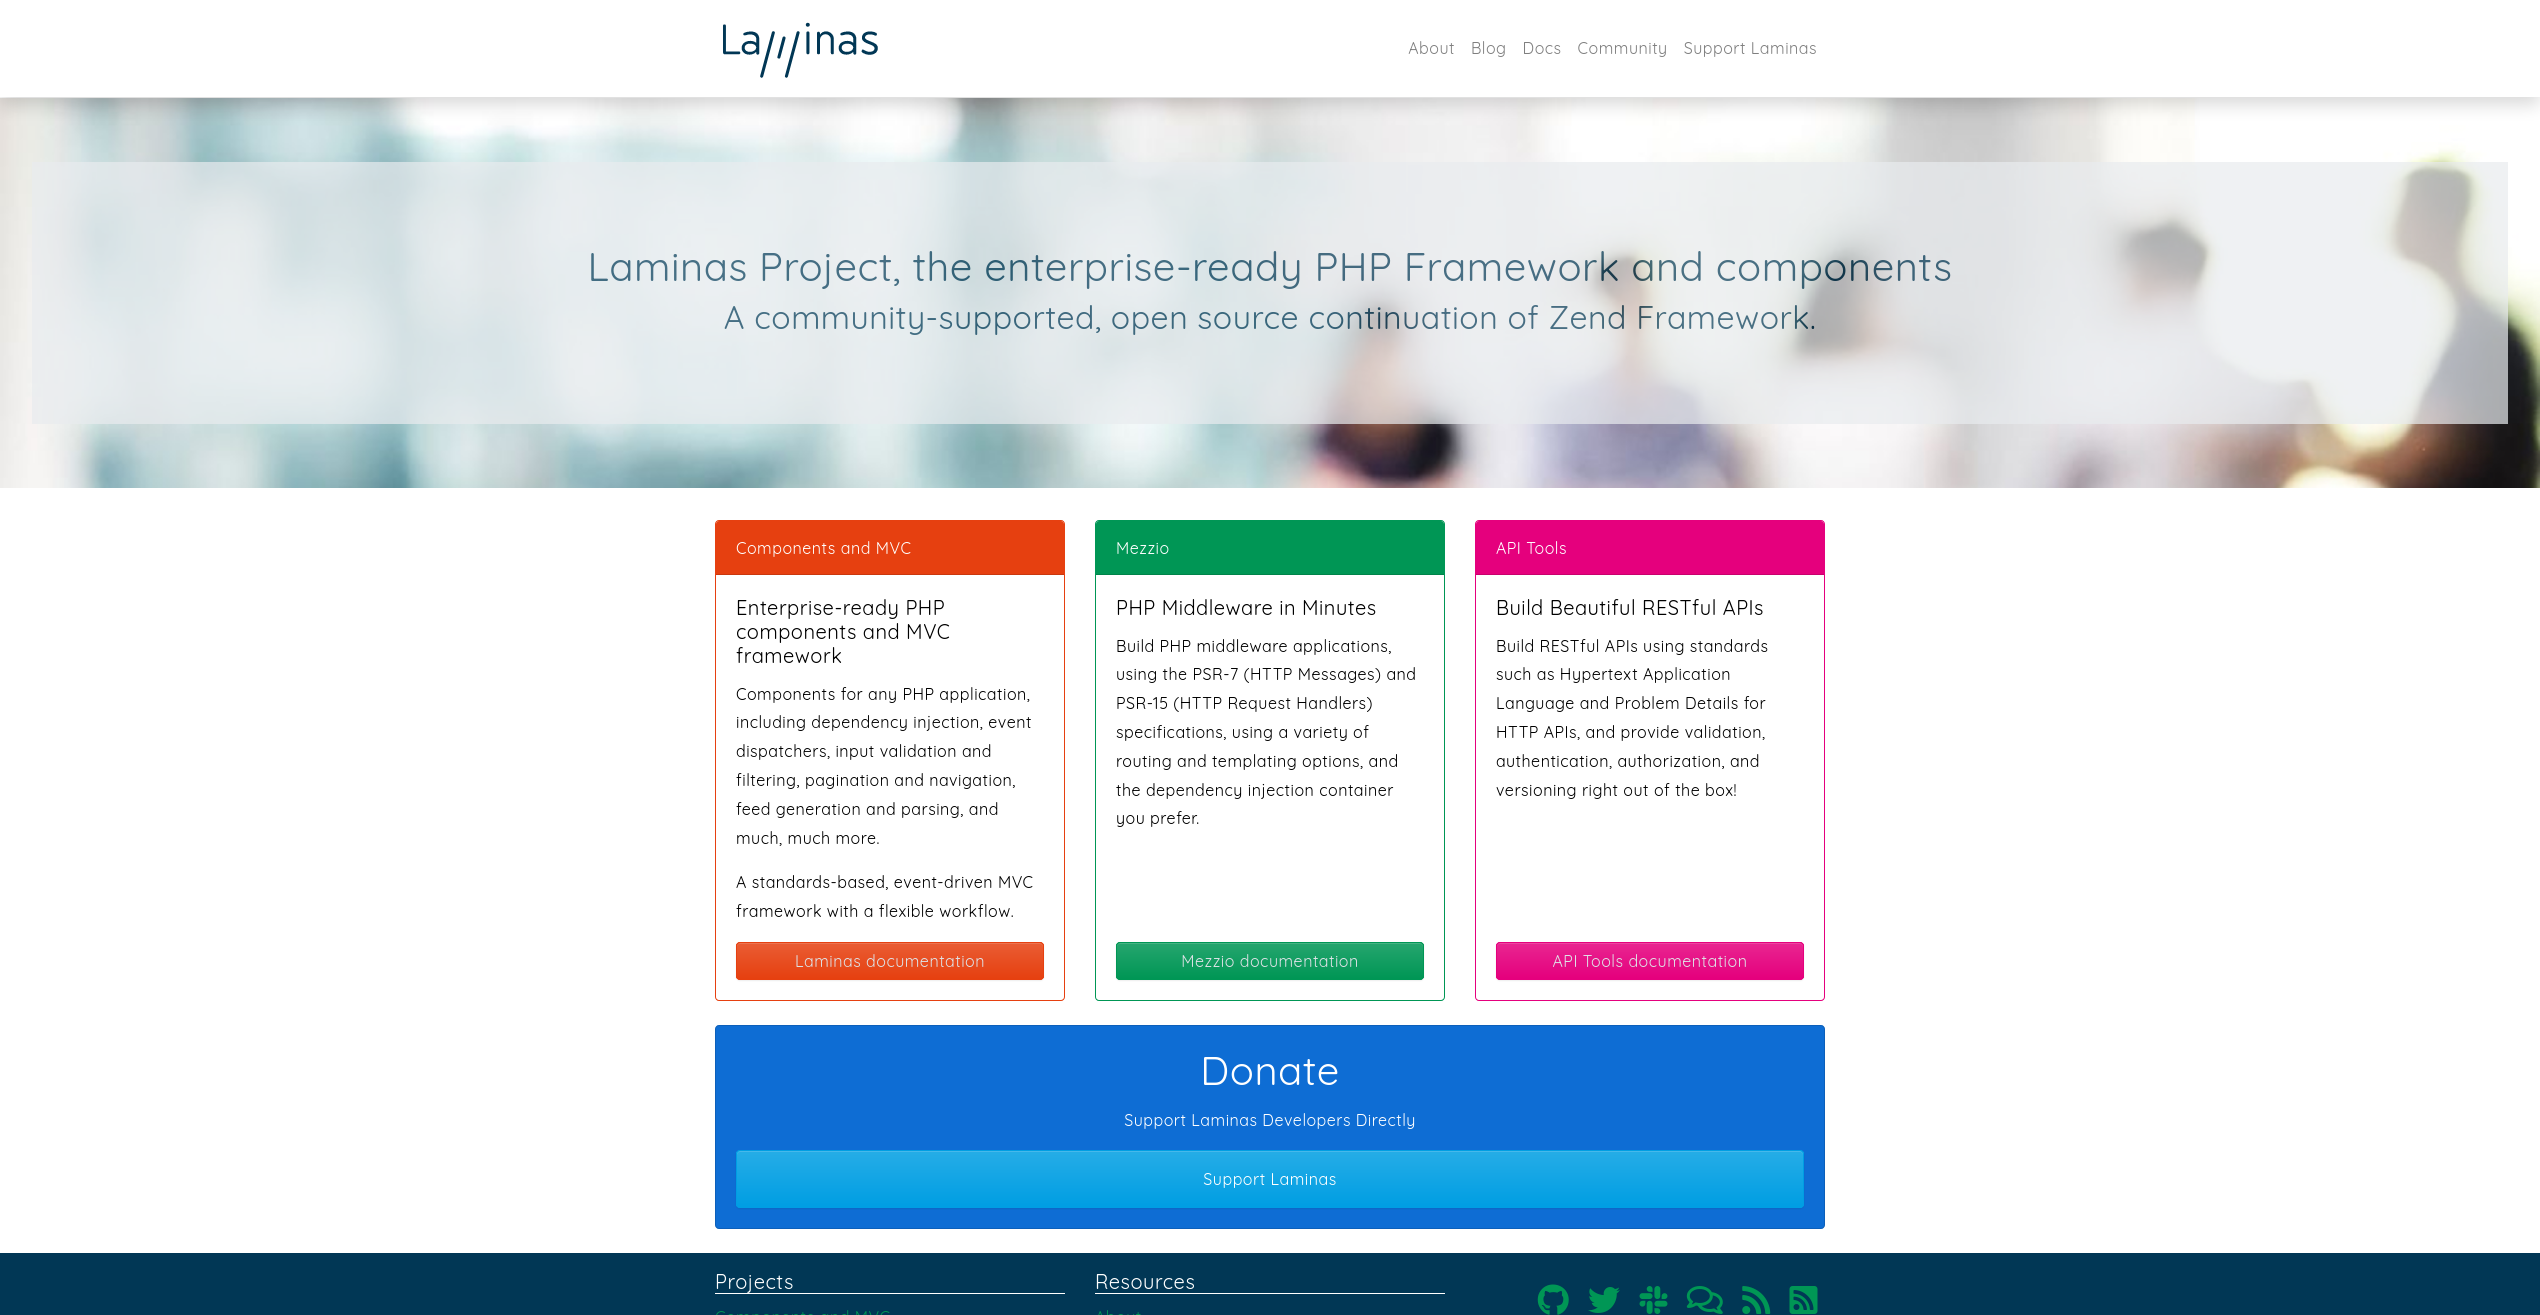 Laminas
About Blog Docs Community Support Laminas
Laminas Project, the enterprise-ready PHP Framework and components
A community-supported, open source continuation of Zend Framework.
Components and MVC
Enterprise-ready PHP
components and MVC
framework
Components for any PHP application,
including dependency injection, event
dispatchers, input validation and
filtering, pagination and navigation,
feed generation and parsing, and
much, much more.
A standards-based, event-driven MVC
framework with a flexible workflow.
Laminas documentation
Mezzio
PHP Middleware in Minutes
Build PHP middleware applications,
using the PSR-7 (HTTP Messages) and
PSR-15 (HTTP Request Handlers)
specifications, using a variety of
routing and templating options, and
the dependency injection container
you prefer.
Mezzio documentation
API Tools
Build Beautiful RESTful APIs
Build RESTful APIs using standards
such as Hypertext Application
Language and Problem Details for
HTTP APIs, and provide validation,
authentication, authorization, and
versioning right out of the box!
API Tools documentation
Donate
Support Laminas Developers Directly
Support Laminas
Projects
Components and MVC
Resources
About